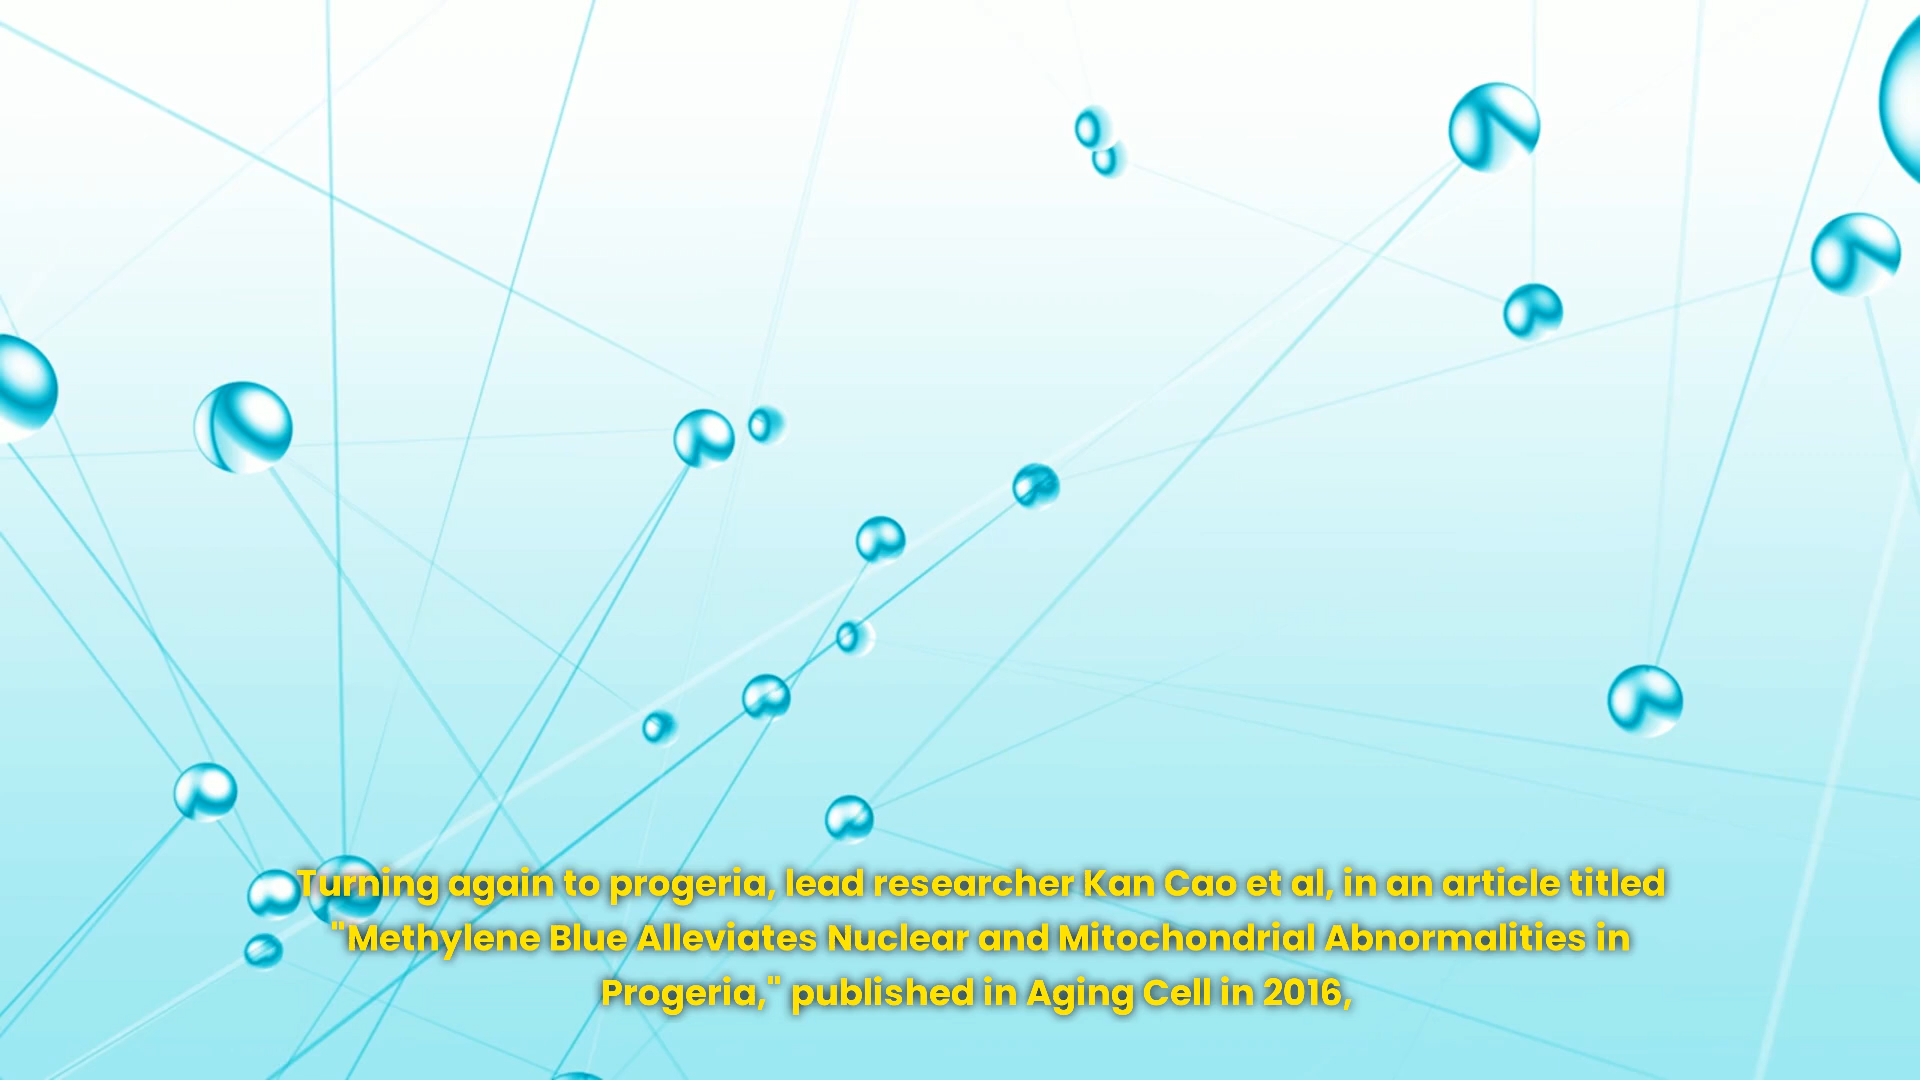 Turning again to progeria, lead researcher Kan Cao et al, in an article titled
"Methylene Blue Alleviates Nuclear and Mitochondrial Abnormalities in
Progeria," published in Aging Cell in 2016,